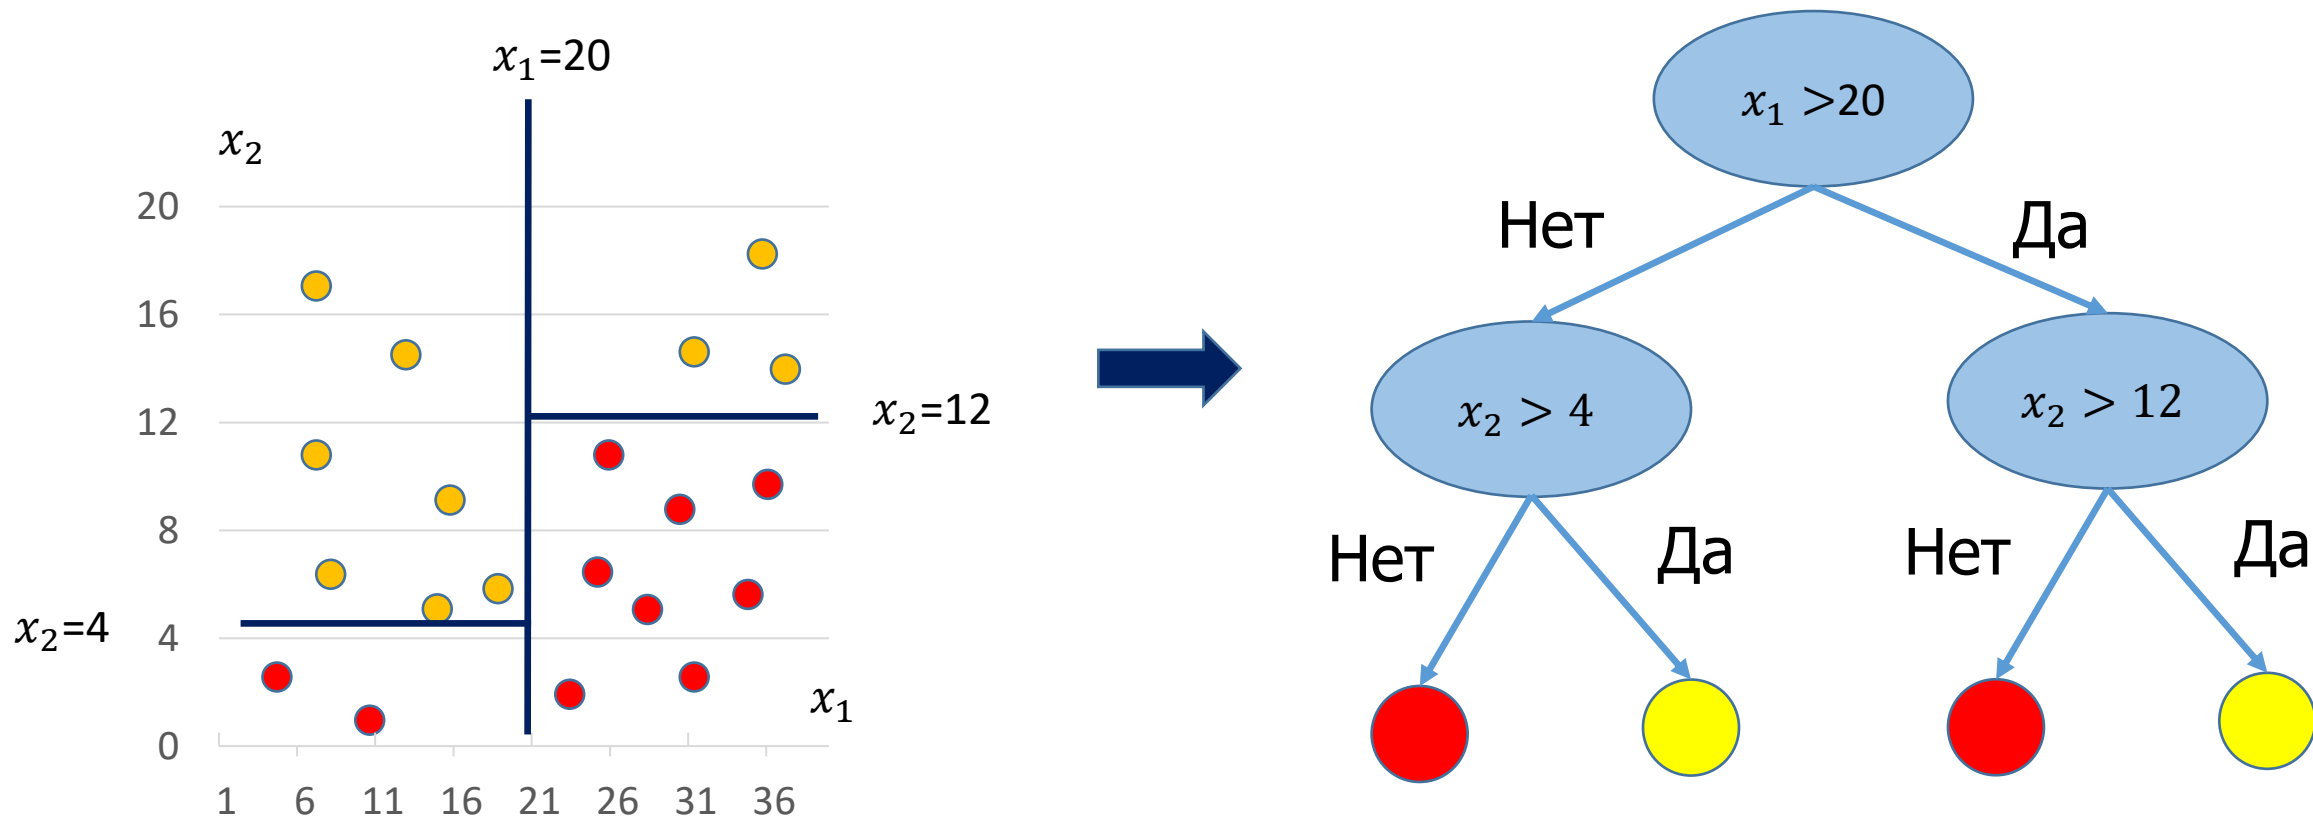 x₁=20
x₂
20
16
12
8
4
0
x₂=12
x₂=4
x₁
1 6 11 16 21 26 31 36
x₁ >20
Нет Да
x₂ > 4 x₂ > 12
Нет Да Нет Да